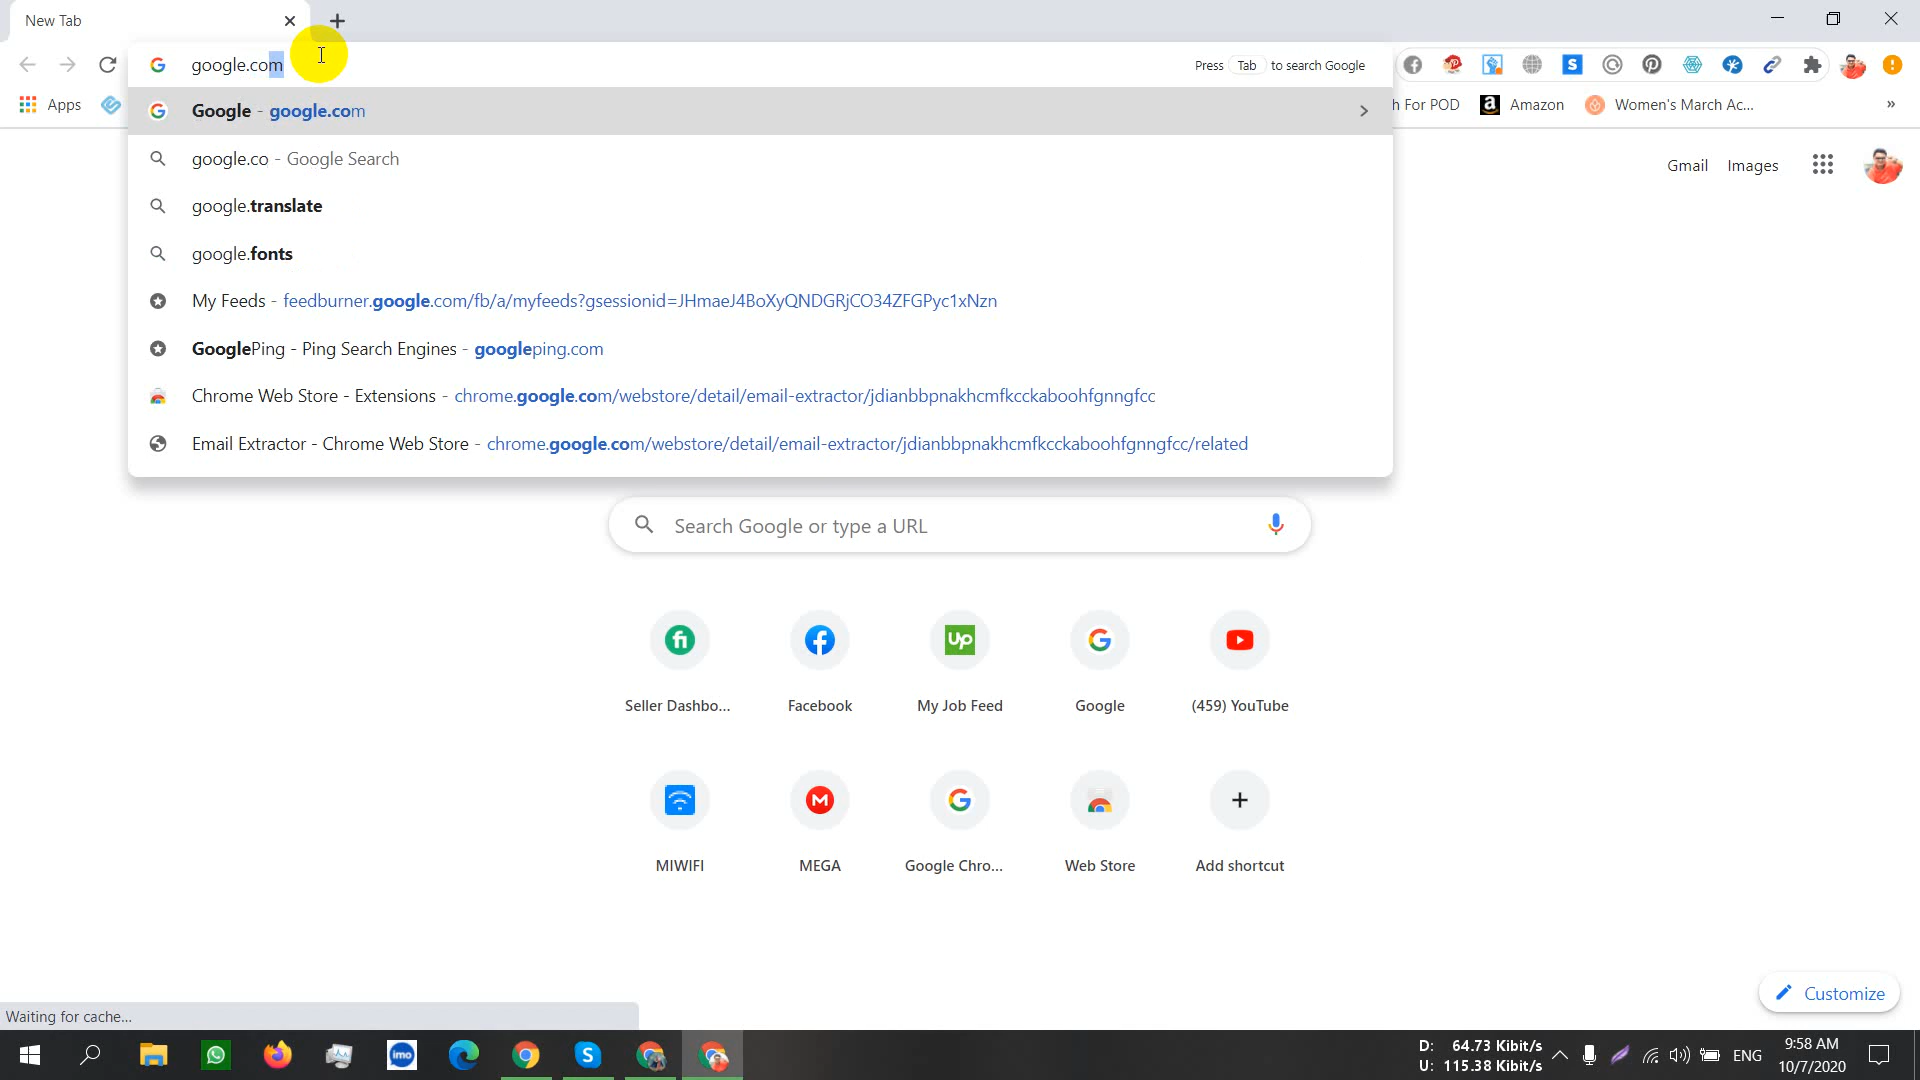 New Tab
google.com
Press Tab to search Google
Apps
h For POD
Amazon
Women's March Ac...
»
Google - google.com
google.co - Google Search
google.translate
google.fonts
My Feeds - feedburner.google.com/fb/a/myfeeds?gsessionid=JHmaeJ4BoXyQNDGRjCO34ZFGPyc1xNzn
GooglePing - Ping Search Engines - googleping.com
Chrome Web Store - Extensions - chrome.google.com/webstore/detail/email-extractor/jdianbbpnakhcmfkcckaboohfgnngfcc
Email Extractor - Chrome Web Store - chrome.google.com/webstore/detail/email-extractor/jdianbbpnakhcmfkcckaboohfgnngfcc/related
Gmail Images
Search Google or type a URL
Seller Dashbo...
Facebook
My Job Feed
Google
(459) YouTube
MIWIFI
MEGA
Google Chro...
Web Store
Add shortcut
Customize
Waiting for cache...
D: 64.73 Kibit/s
U: 115.38 Kibit/s
ENG
9:58 AM
10/7/2020